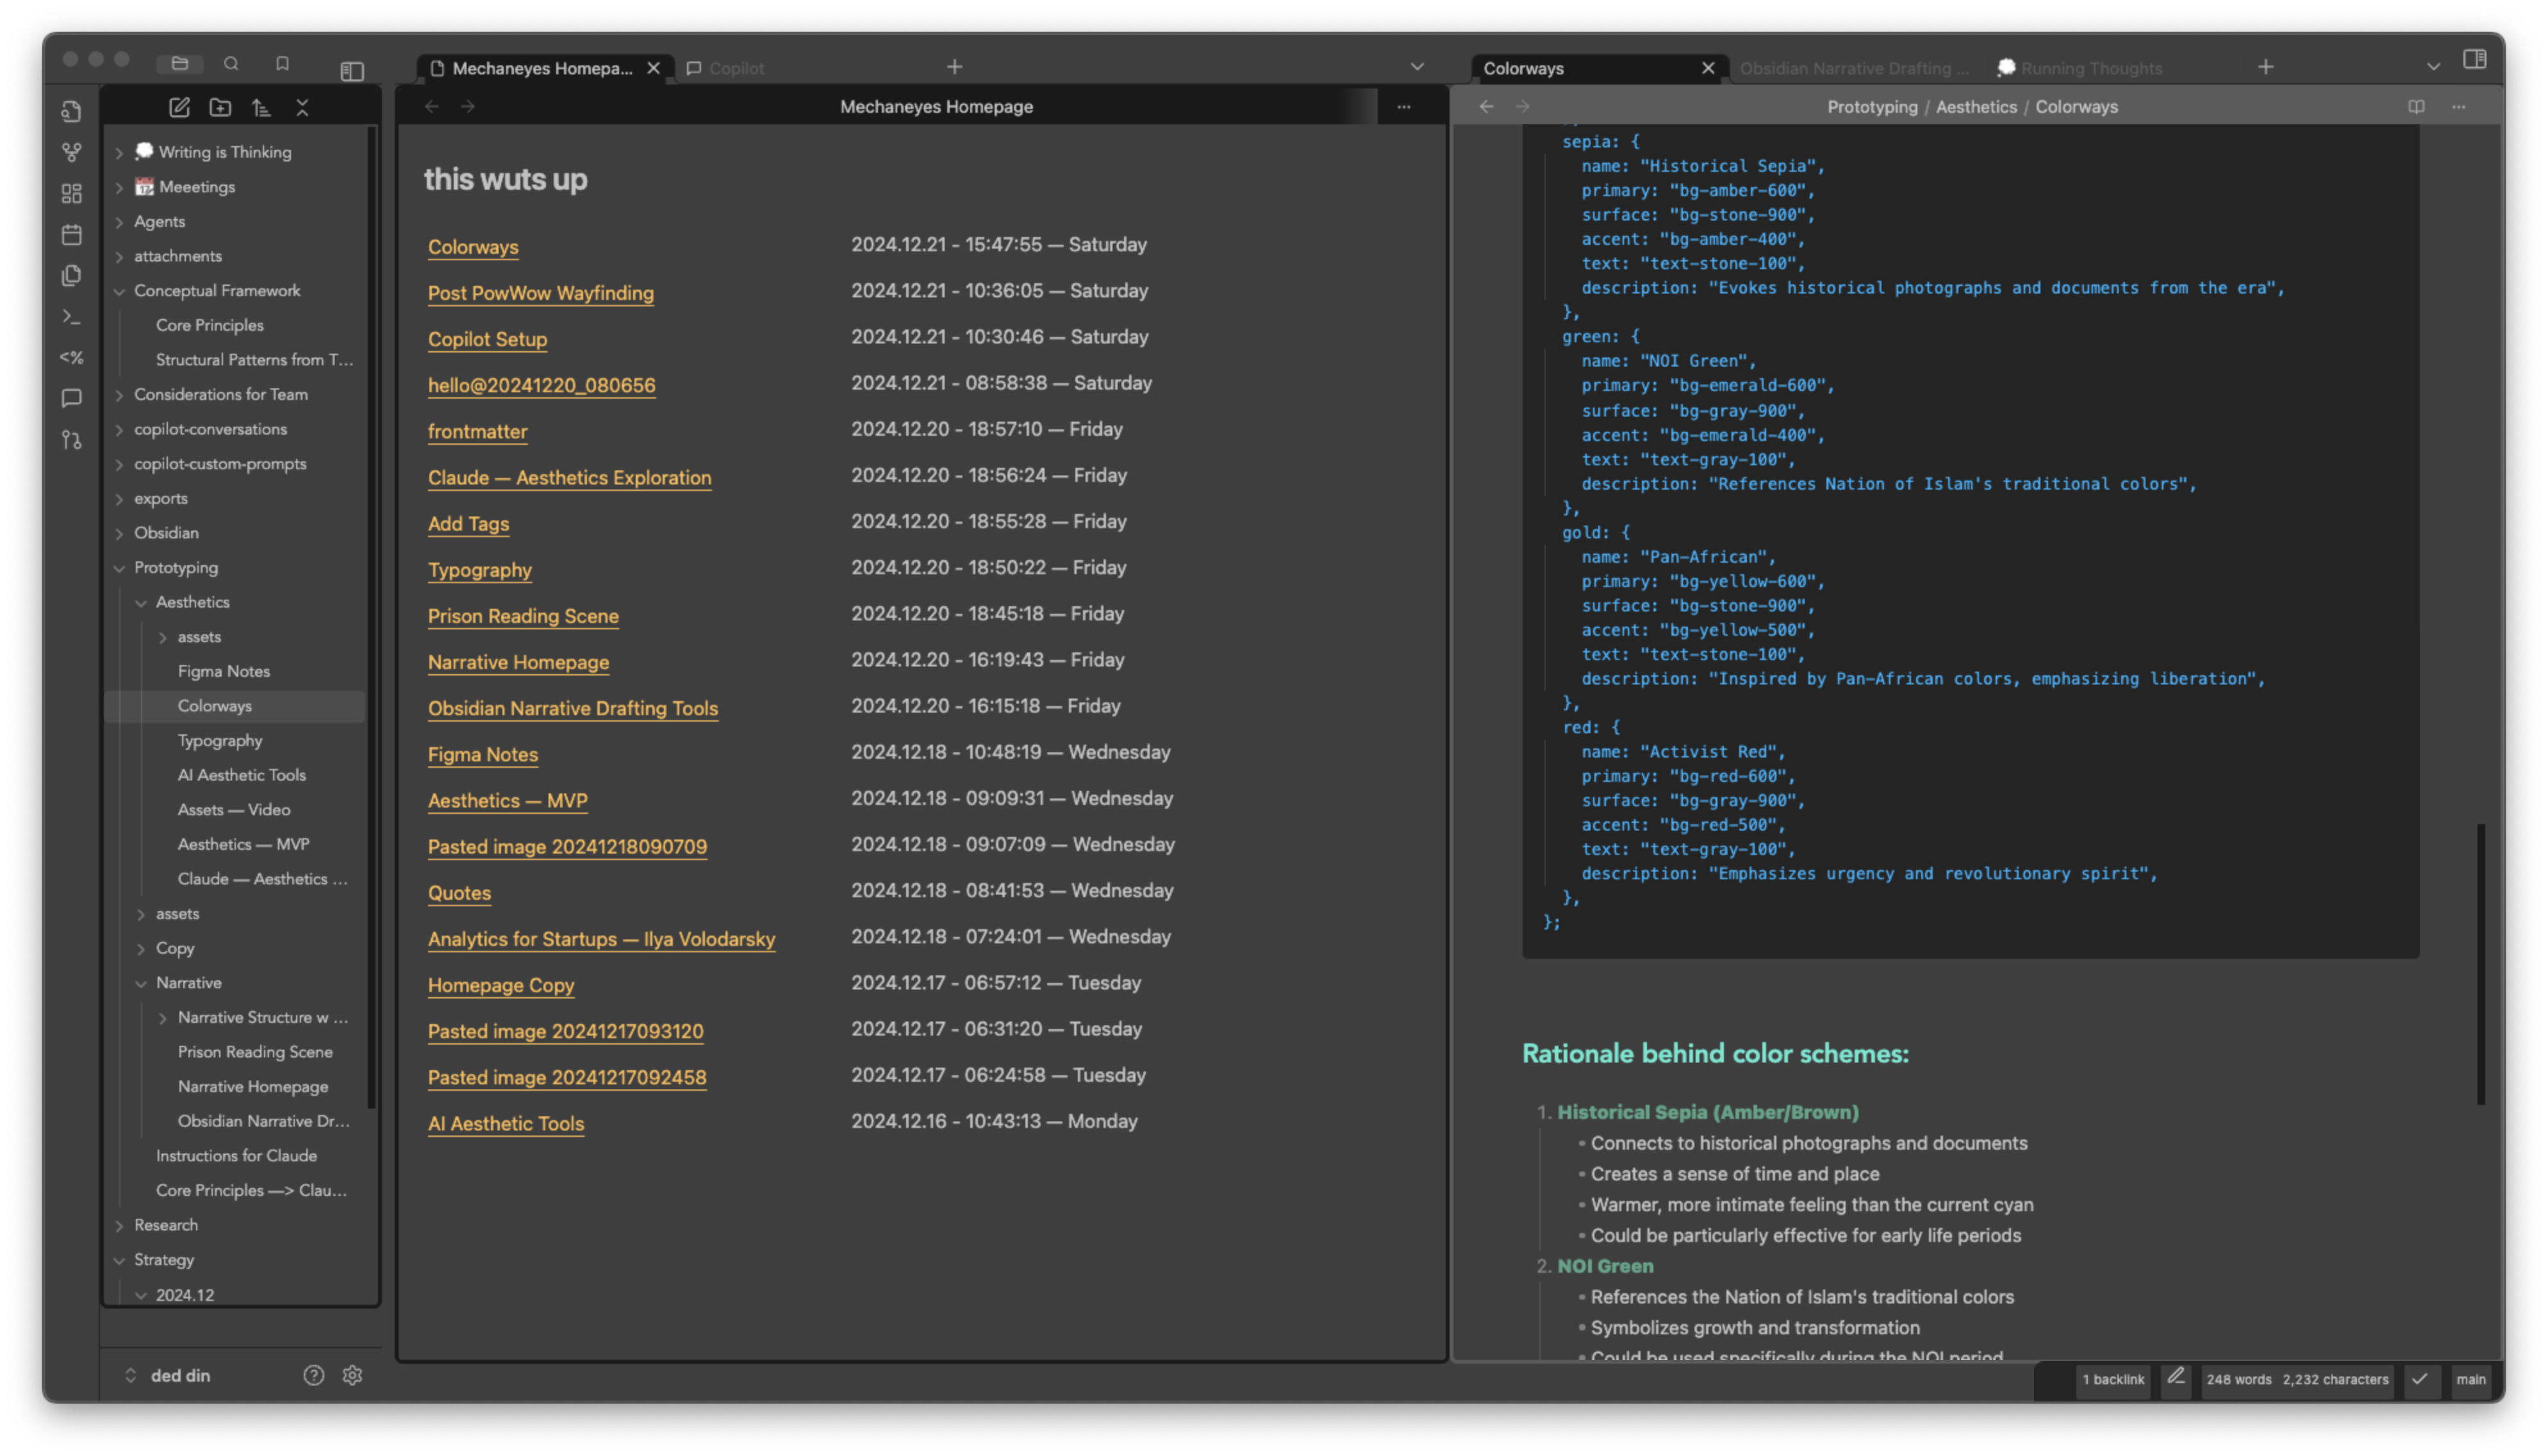 Mechaneyes Homepa...
Copilot
Colorways
Obsidian Narrative Drafting ...
💭 Running Thoughts
Writing is Thinking
Meeetings
Agents
attachments
Conceptual Framework
Core Principles
Structural Patterns from T...
Considerations for Team
copilot-conversations
copilot-custom-prompts
exports
Obsidian
Prototyping
Aesthetics
assets
Figma Notes
Colorways
Typography
AI Aesthetic Tools
Assets — Video
Aesthetics — MVP
Claude — Aesthetics ...
assets
Copy
Narrative
Narrative Structure w ...
Prison Reading Scene
Narrative Homepage
Obsidian Narrative Dr...
Instructions for Claude
Core Principles —> Clau...
Research
Strategy
2024.12
ded din
Mechaneyes Homepage
this wuts up
Colorways 2024.12.21 - 15:47:55 — Saturday
Post PowWow Wayfinding 2024.12.21 - 10:36:05 — Saturday
Copilot Setup 2024.12.21 - 10:30:46 — Saturday
hello@20241220_080656 2024.12.21 - 08:58:38 — Saturday
frontmatter 2024.12.20 - 18:57:10 — Friday
Claude — Aesthetics Exploration 2024.12.20 - 18:56:24 — Friday
Add Tags 2024.12.20 - 18:55:28 — Friday
Typography 2024.12.20 - 18:50:22 — Friday
Prison Reading Scene 2024.12.20 - 18:45:18 — Friday
Narrative Homepage 2024.12.20 - 16:19:43 — Friday
Obsidian Narrative Drafting Tools 2024.12.20 - 16:15:18 — Friday
Figma Notes 2024.12.18 - 10:48:19 — Wednesday
Aesthetics — MVP 2024.12.18 - 09:09:31 — Wednesday
Pasted image 20241218090709 2024.12.18 - 09:07:09 — Wednesday
Quotes 2024.12.18 - 08:41:53 — Wednesday
Analytics for Startups — Ilya Volodarsky 2024.12.18 - 07:24:01 — Wednesday
Homepage Copy 2024.12.17 - 06:57:12 — Tuesday
Pasted image 20241217093120 2024.12.17 - 06:31:20 — Tuesday
Pasted image 20241217092458 2024.12.17 - 06:24:58 — Tuesday
AI Aesthetic Tools 2024.12.16 - 10:43:13 — Monday
Prototyping / Aesthetics / Colorways
sepia: {
name: "Historical Sepia",
primary: "bg-amber-600",
surface: "bg-stone-900",
accent: "bg-amber-400",
text: "text-stone-100",
description: "Evokes historical photographs and documents from the era",
},
green: {
name: "NOI Green",
primary: "bg-emerald-600",
surface: "bg-gray-900",
accent: "bg-emerald-400",
text: "text-gray-100",
description: "References Nation of Islam's traditional colors",
},
gold: {
name: "Pan-African",
primary: "bg-yellow-600",
surface: "bg-stone-900",
accent: "bg-yellow-500",
text: "text-stone-100",
description: "Inspired by Pan-African colors, emphasizing liberation",
},
red: {
name: "Activist Red",
primary: "bg-red-600",
surface: "bg-gray-900",
accent: "bg-red-500",
text: "text-gray-100",
description: "Emphasizes urgency and revolutionary spirit",
},
};
Rationale behind color schemes:
1. Historical Sepia (Amber/Brown)
• Connects to historical photographs and documents
• Creates a sense of time and place
• Warmer, more intimate feeling than the current cyan
• Could be particularly effective for early life periods
2. NOI Green
• References the Nation of Islam's traditional colors
• Symbolizes growth and transformation
• Could be used specifically during the NOI period
1 backlink
248 words 2,232 characters
main